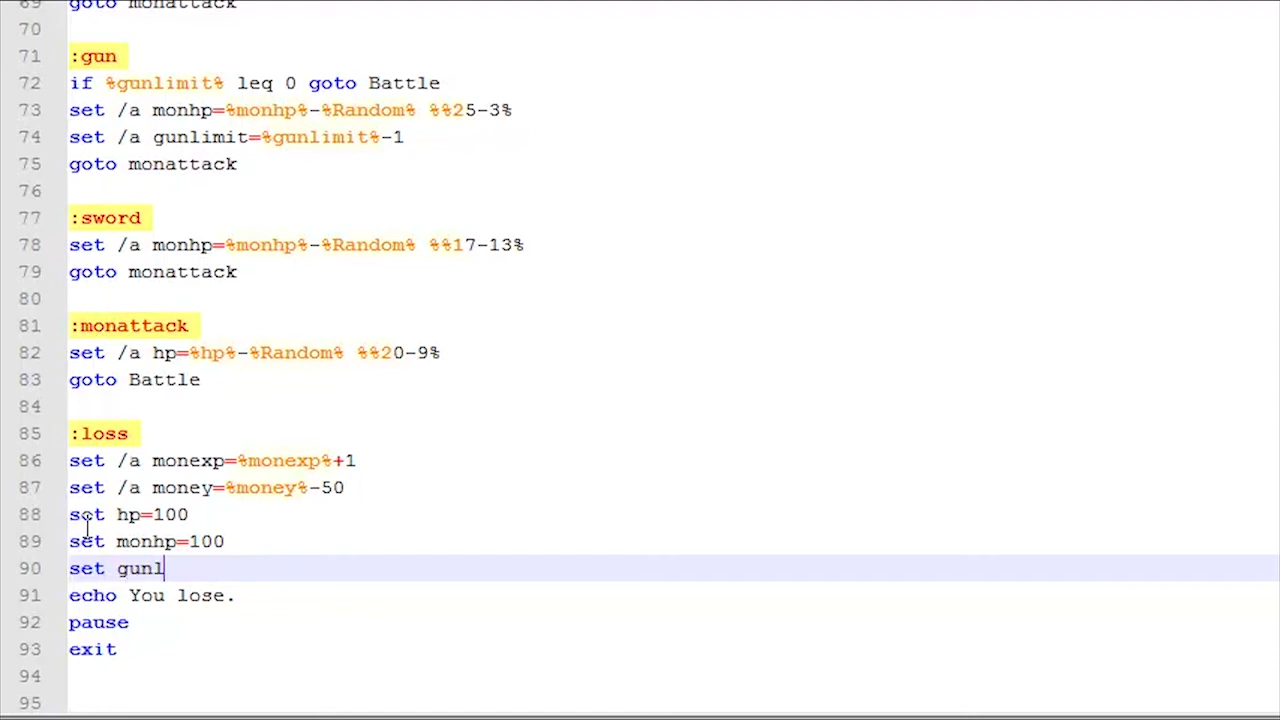 69 goto monattack
70
71 :gun
72 if %gunlimit% leq 0 goto Battle
73 set /a monhp=%monhp%-%Random% %%25-3%
74 set /a gunlimit=%gunlimit%-1
75 goto monattack
76
77 :sword
78 set /a monhp=%monhp%-%Random% %%17-13%
79 goto monattack
80
81 :monattack
82 set /a hp=%hp%-%Random% %%20-9%
83 goto Battle
84
85 :loss
86 set /a monexp=%monexp%+1
87 set /a money=%money%-50
88 set hp=100
89 set monhp=100
90 set gunl
91 echo You lose.
92 pause
93 exit
94
95